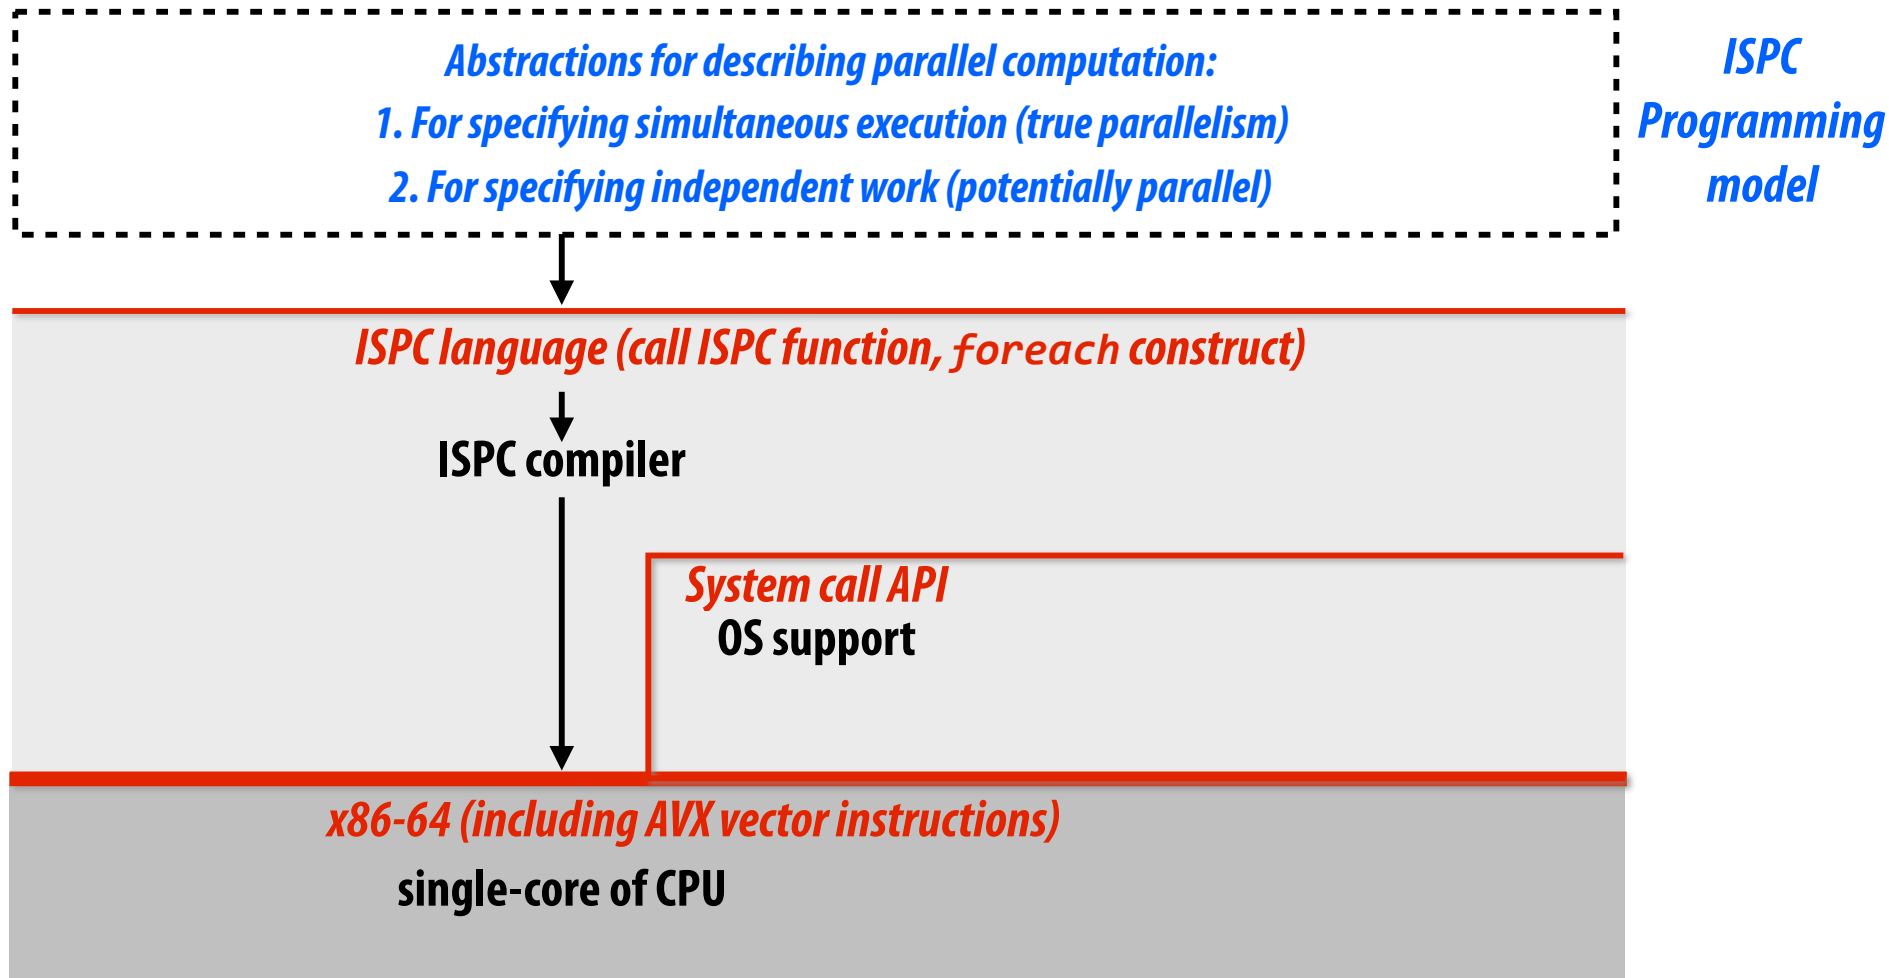 Abstractions for describing parallel computation:
1. For specifying simultaneous execution (true parallelism)
2. For specifying independent work (potentially parallel)
ISPC
Programming
model
ISPC language (call ISPC function, foreach construct)
ISPC compiler
System call API
OS support
x86-64 (including AVX vector instructions)
single-core of CPU